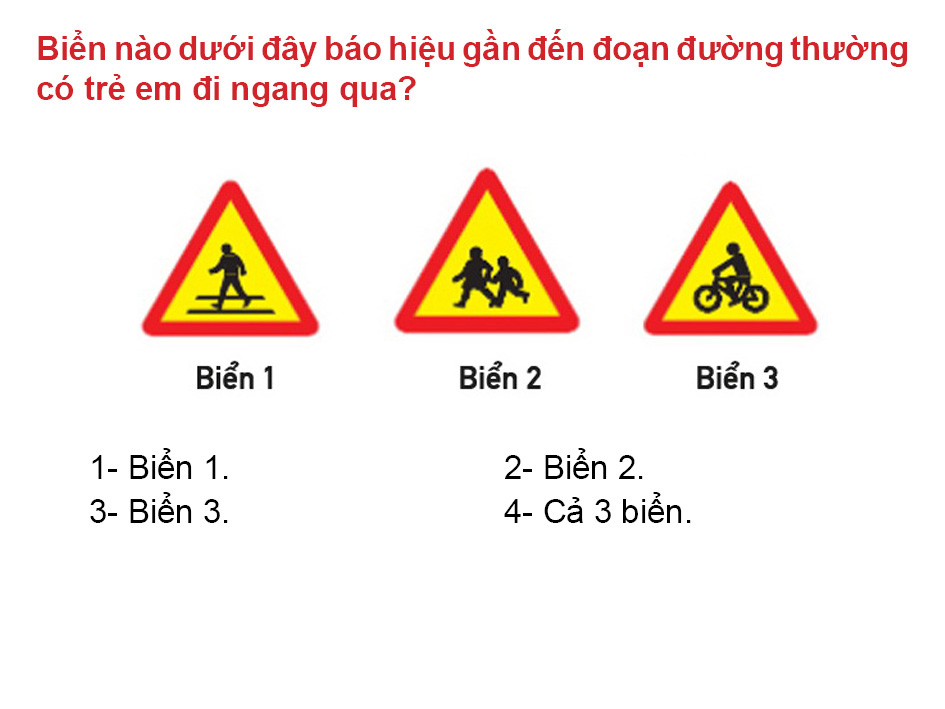 Biển nào dưới đây báo hiệu gần đến đoạn đường thường
có trẻ em đi ngang qua?
Biển 1
Biển 2
Biển 3
1- Biển 1.
2- Biển 2.
3- Biển 3.
4- Cả 3 biển.